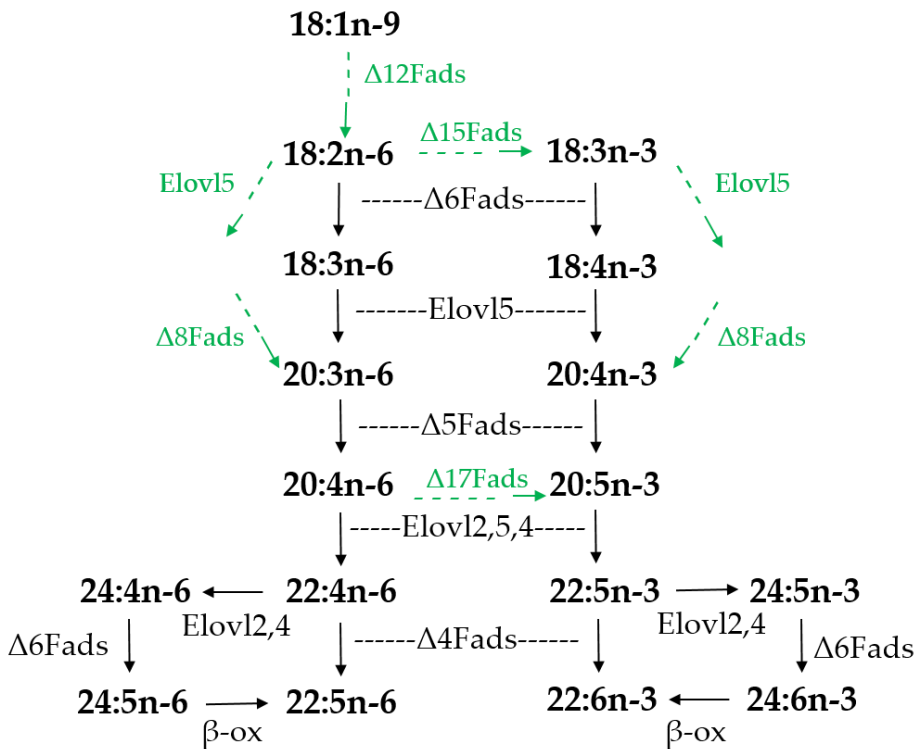 18:1n-9
Δ12Fads
Δ15Fads
18:2n-6 18:3n-3
Elovl5 Elovl5
------Δ6Fads------
18:3n-6 18:4n-3
------Elovl5------
Δ8Fads Δ8Fads
20:3n-6 20:4n-3
------Δ5Fads------
20:4n-6 Δ17Fads 20:5n-3
-----Elovl2,5,4-----
24:4n-6 22:4n-6 22:5n-3 24:5n-3
Elovl2,4 Elovl2,4
Δ6Fads ------Δ4Fads------ Δ6Fads
24:5n-6 22:5n-6 22:6n-3 24:6n-3
β-ox β-ox